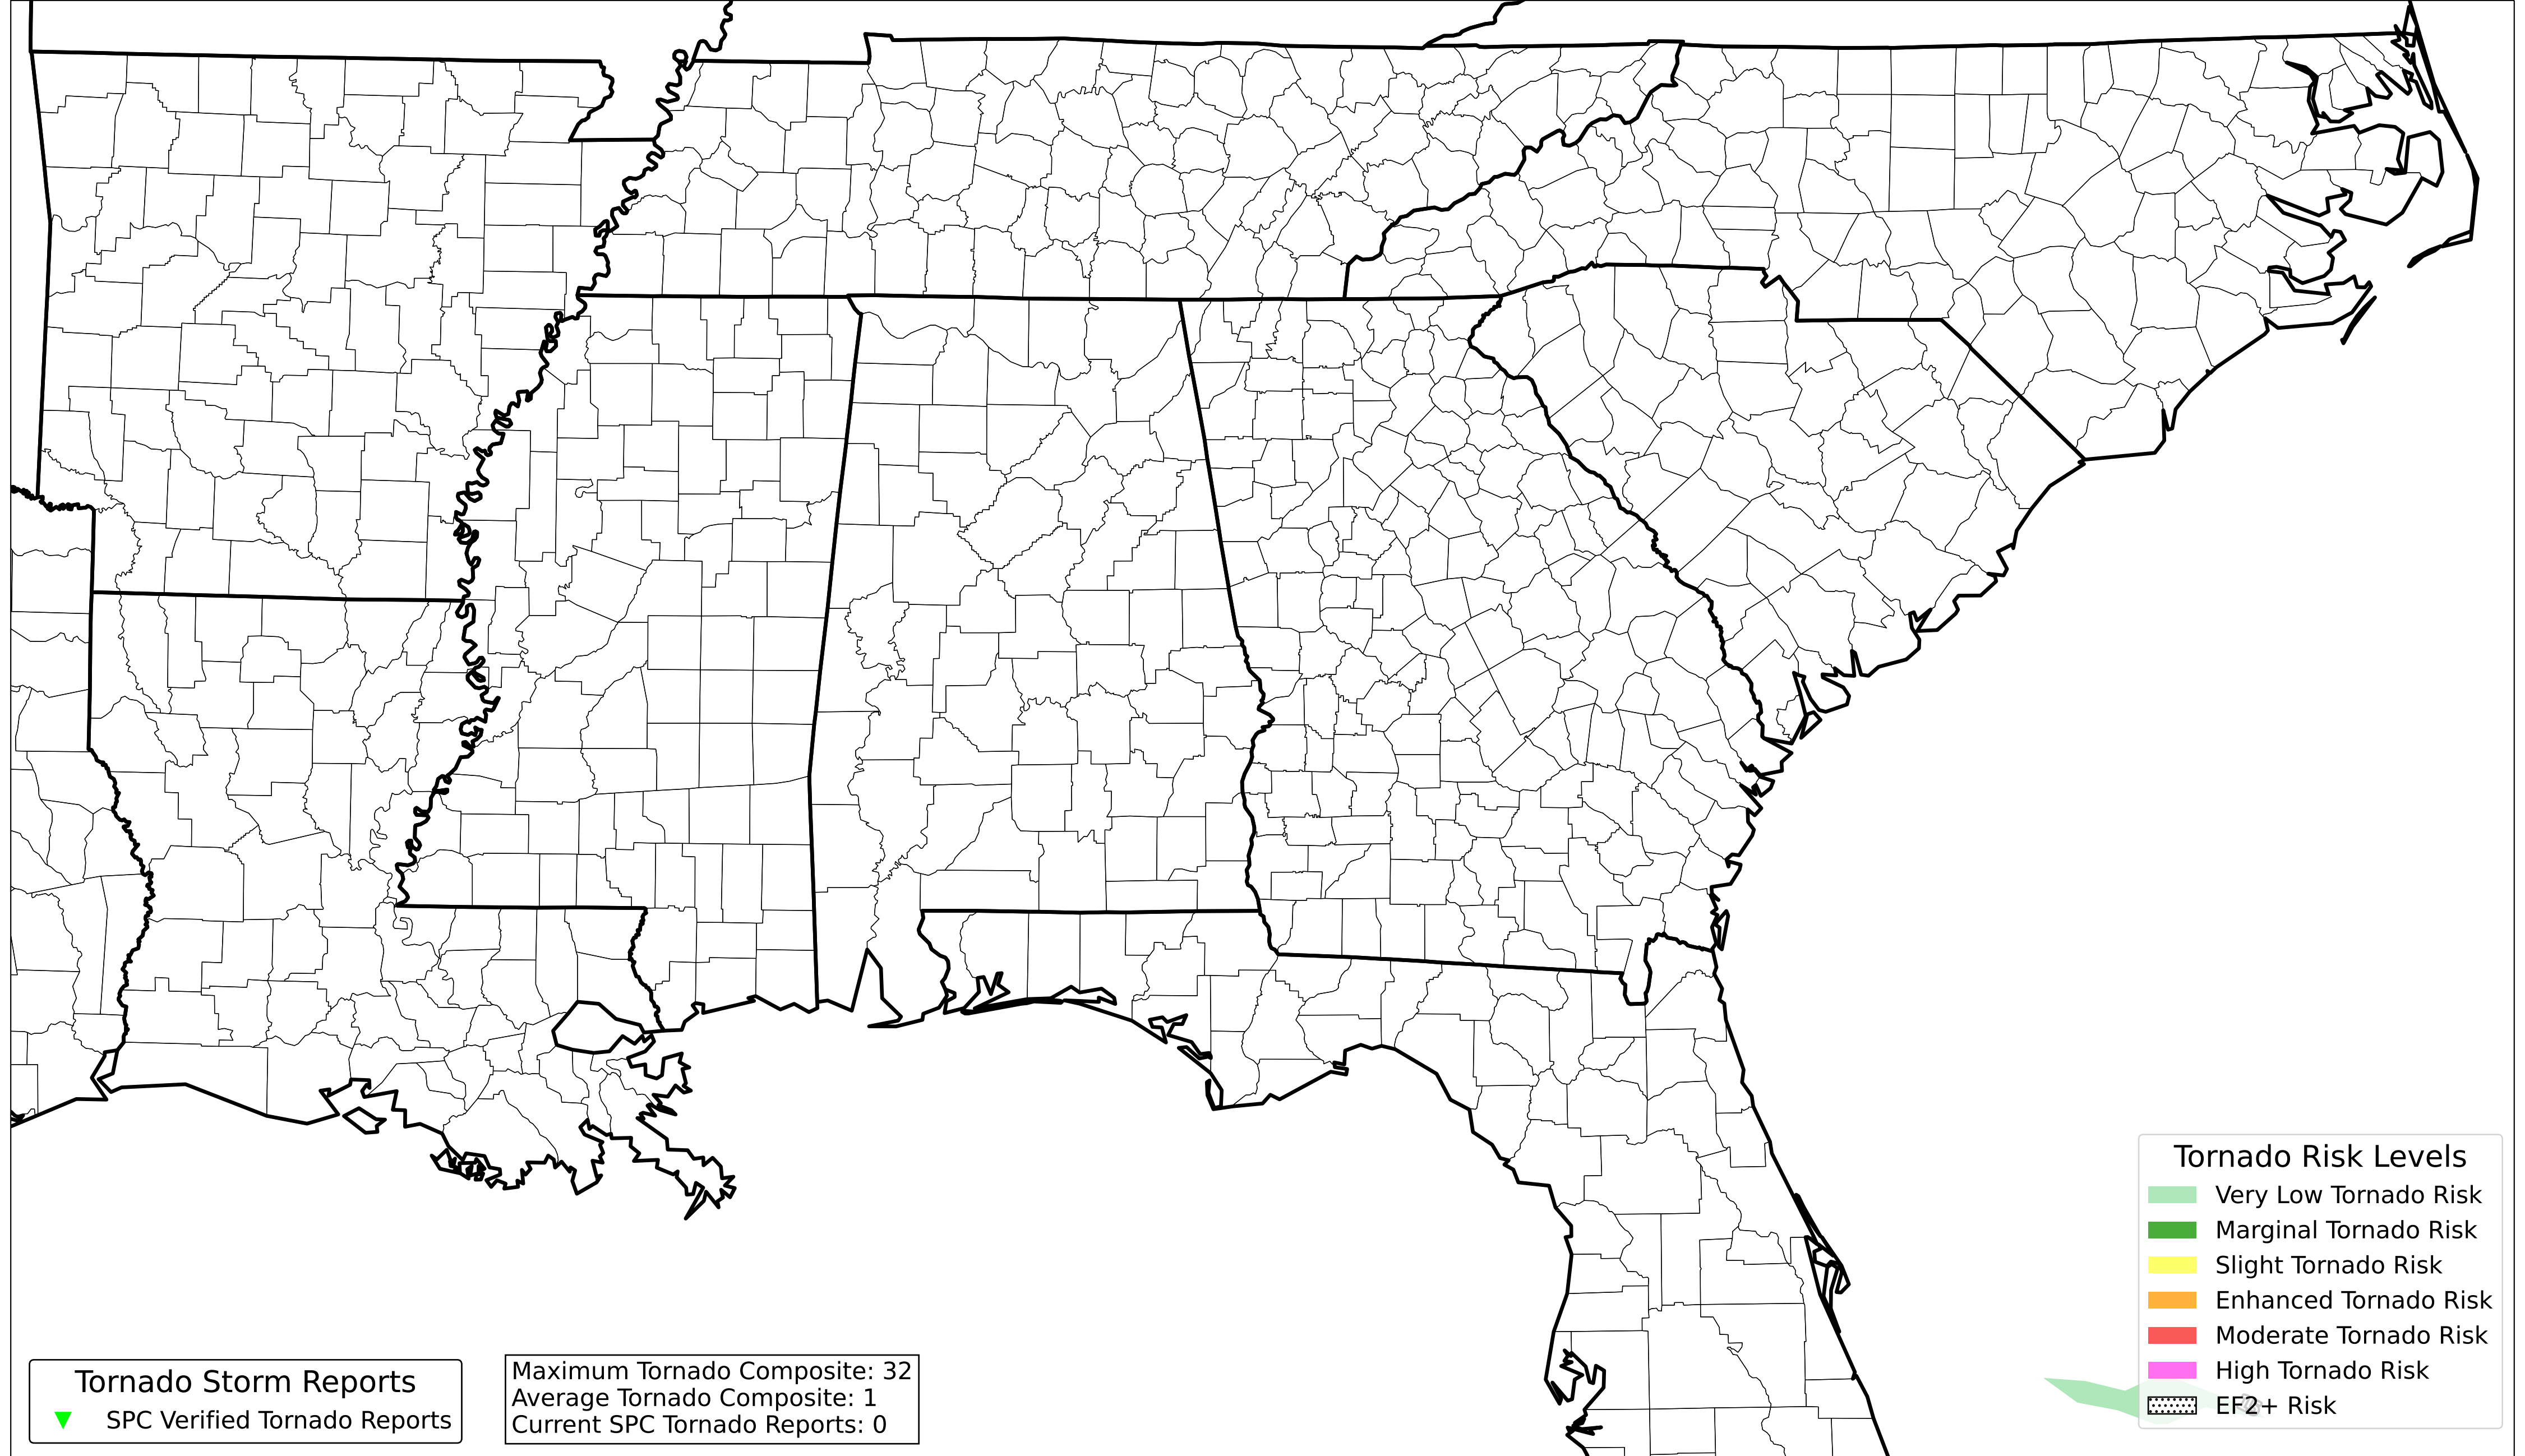 Tornado Risk Levels
Very Low Tornado Risk
Marginal Tornado Risk
Slight Tornado Risk
Enhanced Tornado Risk
Moderate Tornado Risk
High Tornado Risk
EF2+ Risk
Tornado Storm Reports
SPC Verified Tornado Reports
Maximum Tornado Composite: 32
Average Tornado Composite: 1
Current SPC Tornado Reports: 0